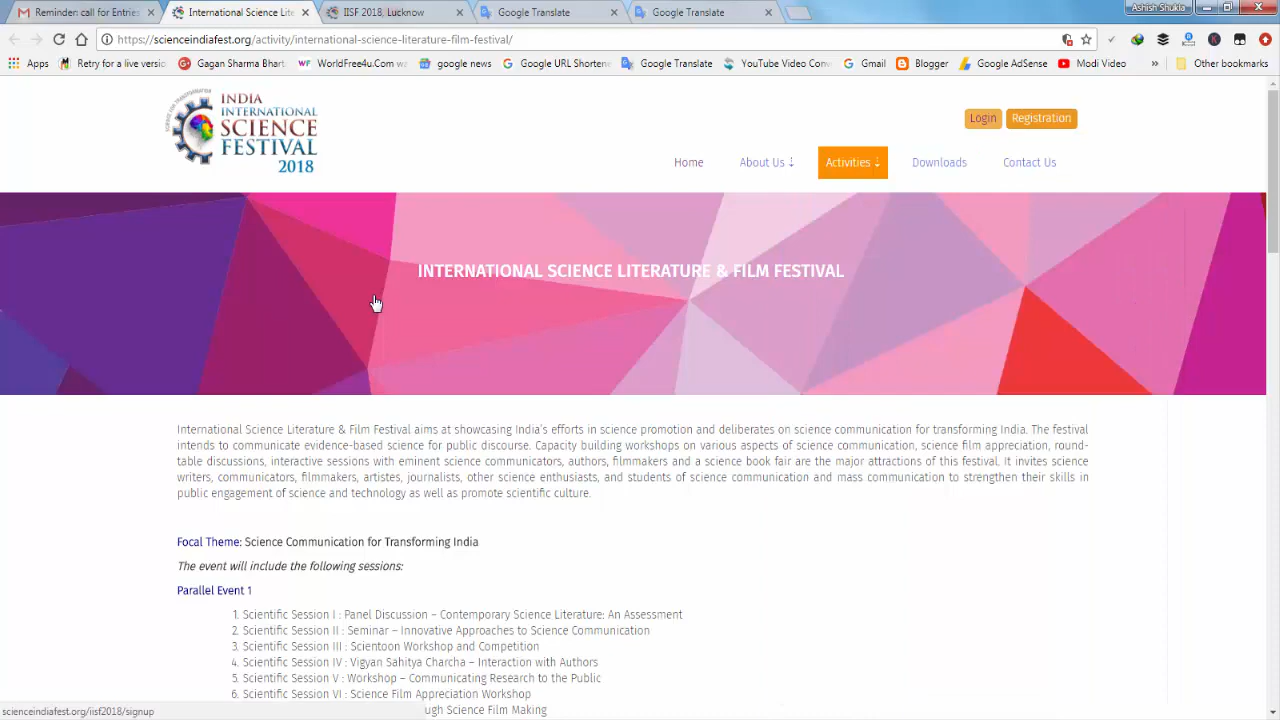 Reminder: call for Entries
International Science Lite
IISF 2018, Lucknow
Google Translate
Google Translate
Ashish Shukla
https://scienceindiafest.org/activity/international-science-literature-film-festival/
Apps
Retry for a live versio
Gagan Sharma Bhart
WorldFree4u.Com wa
google news
Google URL Shortene
Google Translate
YouTube Video Conv
Gmail
Blogger
Google AdSense
Modi Video
»
Other bookmarks
INDIA
INTERNATIONAL
SCIENCE
FESTIVAL
2018
Login
Registration
Home
About Us
Activities
Downloads
Contact Us
INTERNATIONAL SCIENCE LITERATURE & FILM FESTIVAL
International Science Literature & Film Festival aims at showcasing India's efforts in science promotion and deliberates on science communication for transforming India. The festival
intends to communicate evidence-based science for public discourse. Capacity building workshops on various aspects of science communication, science film appreciation, round-
table discussions, interactive sessions with eminent science communicators, authors, filmmakers and a science book fair are the major attractions of this festival. It invites science
writers, communicators, filmmakers, artistes, journalists, other science enthusiasts, and students of science communication and mass communication to strengthen their skills in
public engagement of science and technology as well as promote scientific culture.
Focal Theme: Science Communication for Transforming India
The event will include the following sessions:
Parallel Event 1
1. Scientific Session I : Panel Discussion – Contemporary Science Literature: An Assessment
2. Scientific Session II : Seminar – Innovative Approaches to Science Communication
3. Scientific Session III : Scientoon Workshop and Competition
4. Scientific Session IV : Vigyan Sahitya Charcha – Interaction with Authors
5. Scientific Session V : Workshop – Communicating Research to the Public
6. Scientific Session VI : Science Film Appreciation Workshop
ugh Science Film Making
scienceindiafest.org/iisf2018/signup